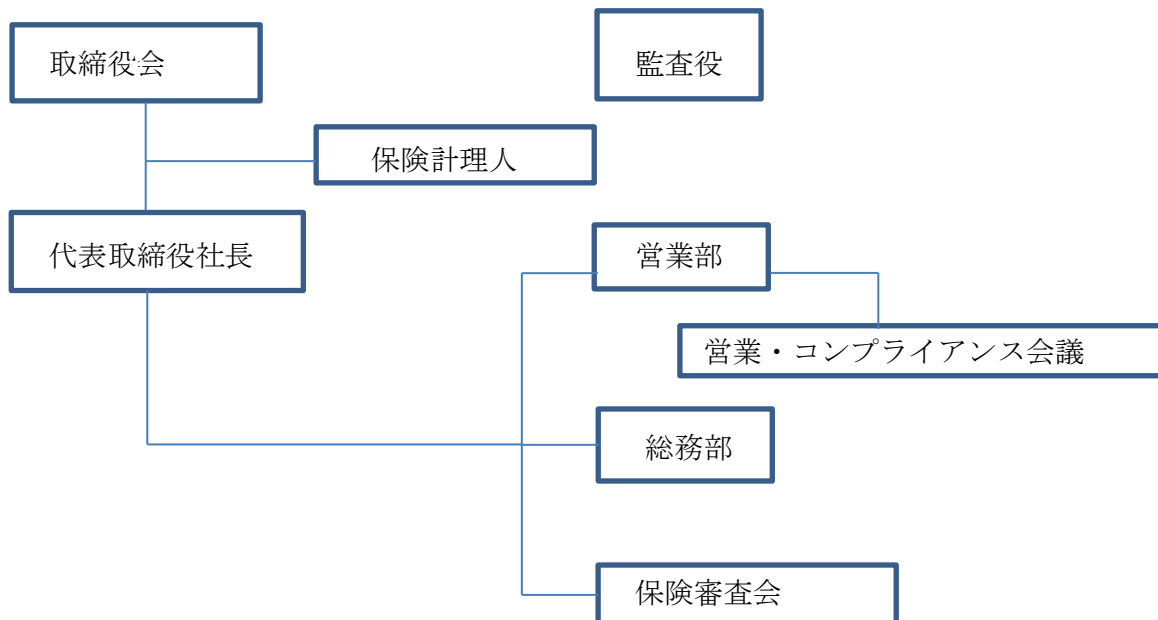 取締役会
監査役
保険計理人
代表取締役社長
営業部
営業・コンプライアンス会議
総務部
保険審査会